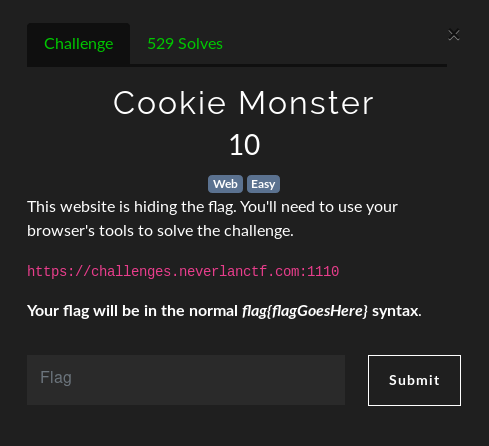 Challenge
529 Solves
×
Cookie Monster
10
Web Easy
This website is hiding the flag. You'll need to use your
browser's tools to solve the challenge.
https://challenges.neverlanctf.com:1110
Your flag will be in the normal flag{flagGoesHere} syntax.
Flag
Submit